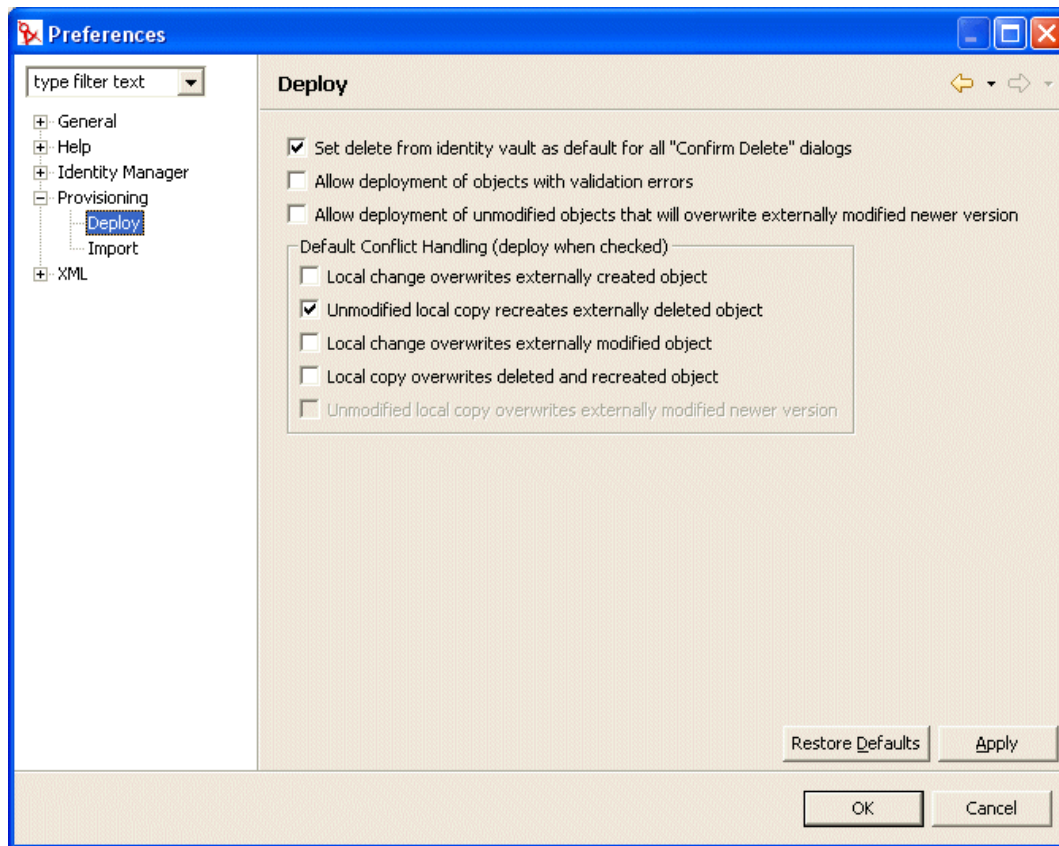 Preferences
type filter text
General
Help
Identity Manager
Provisioning
Deploy
Import
XML
Deploy
Set delete from identity vault as default for all "Confirm Delete" dialogs
Allow deployment of objects with validation errors
Allow deployment of unmodified objects that will overwrite externally modified newer version
Default Conflict Handling (deploy when checked)
Local change overwrites externally created object
Unmodified local copy recreates externally deleted object
Local change overwrites externally modified object
Local copy overwrites deleted and recreated object
Unmodified local copy overwrites externally modified newer version
Restore Defaults Apply
OK Cancel